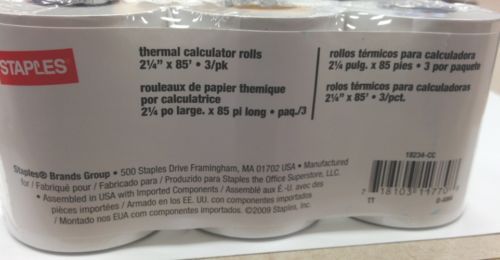 STAPLES
thermal calculator rolls
2¼" x 85' • 3/pk
rouleaux de papier themique
por calculatrice
2¼ po large. x 85 pi long • paq./3
rollos térmicos para calculadora
2¼ pulg. x 85 pies • 3 por paquete
rolos térmicos para calculadoras
2¼" x 85' • 3/pct.
Staples® Brands Group • 500 Staples Drive Framingham, MA 01702 USA • Manufactured
for / Fabriqué pour / Fabricado para / Produzido para Staples the Office Superstore, LLC.
• Assembled in USA with Imported Components / Assemblé aux É.-U. avec des
pièces importées / Armado en los EE. UU. con componentes importados
/ Montado nos EUA com componentes importados. ©2009 Staples, Inc.
18234-CC
7 18103 11770
TT